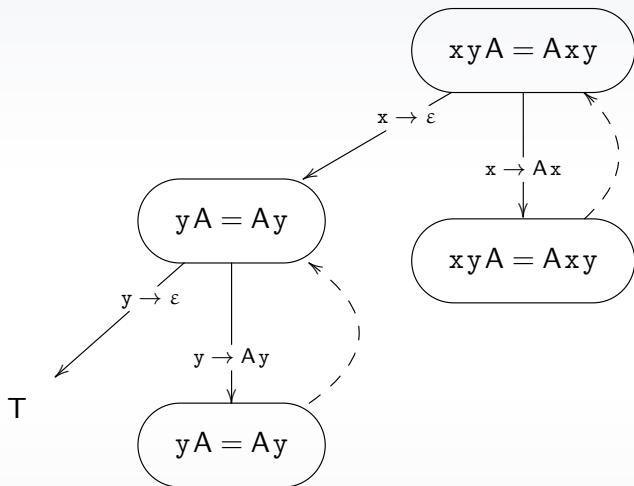 xyA = Axy
x → ε
x → Ax
yA = Ay
xyA = Axy
y → ε
y → Ay
T
yA = Ay